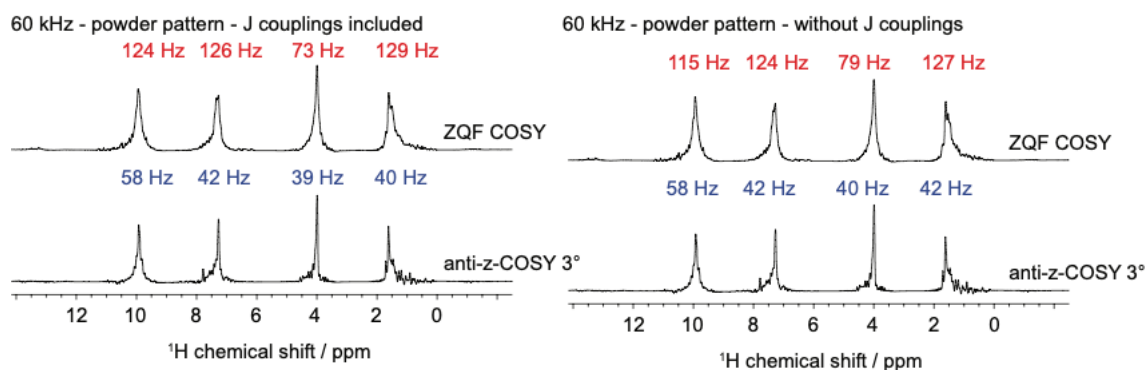 60 kHz - powder pattern - J couplings included
124 Hz 126 Hz 73 Hz 129 Hz
ZQF COSY
58 Hz 42 Hz 39 Hz 40 Hz
anti-z-COSY 3°
12 10 8 6 4 2 0
¹H chemical shift / ppm
60 kHz - powder pattern - without J couplings
115 Hz 124 Hz 79 Hz 127 Hz
ZQF COSY
58 Hz 42 Hz 40 Hz 42 Hz
anti-z-COSY 3°
12 10 8 6 4 2 0
¹H chemical shift / ppm